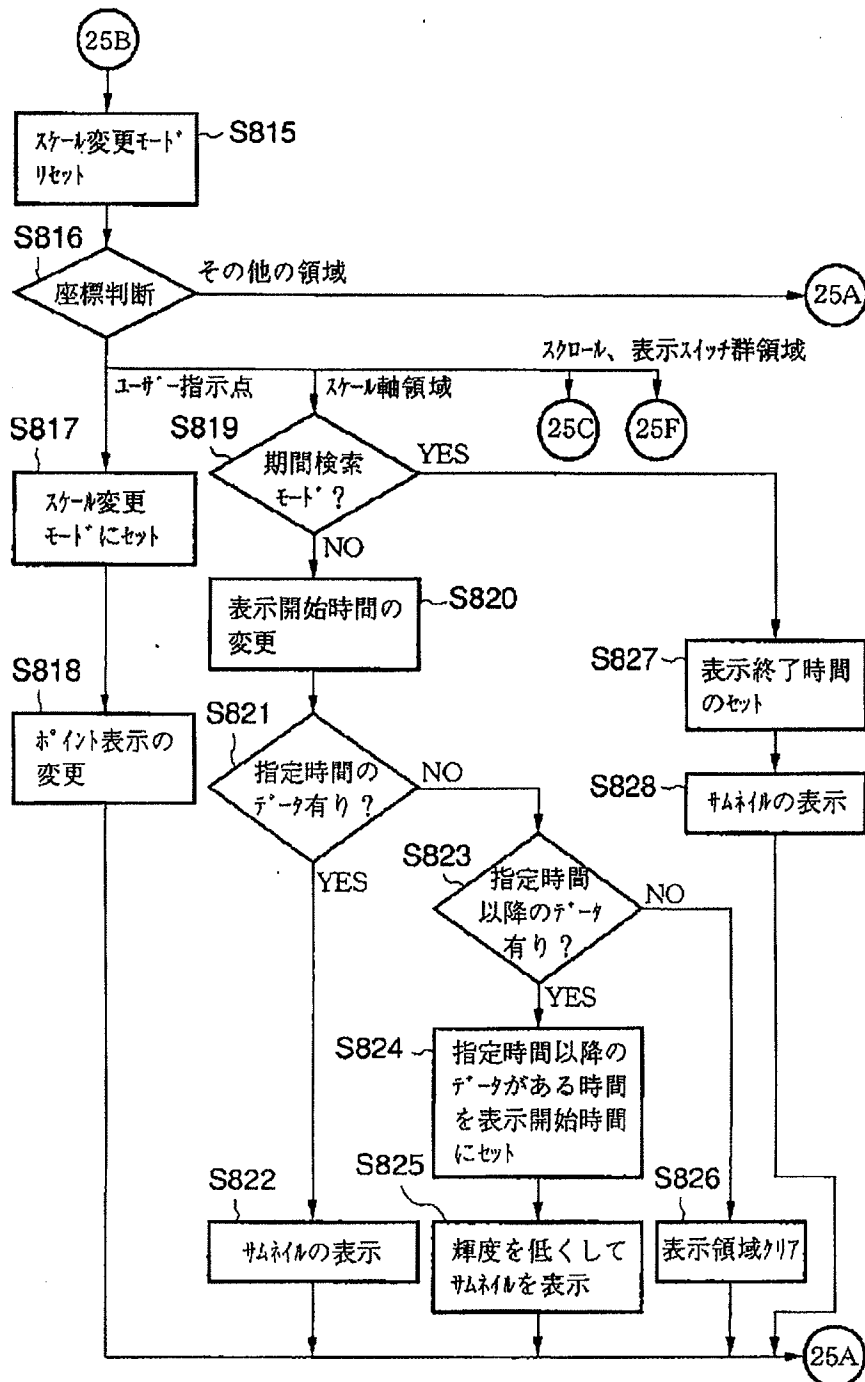 25B
スケール変更モード
リセット
S815
S816
座標判断
その他の領域
25A
スクロール、表示スイッチ群領域
ユーザー指示点
スケール軸領域
25C
25F
S817
スケール変更
モードにセット
S819
期間検索
モード?
YES
NO
表示開始時間の
変更
S820
S818
ポイント表示の
変更
S821
指定時間の
データ有り?
NO
YES
S827
表示終了時間
のセット
S828
サムネイルの表示
S823
指定時間
以降のデータ
有り?
NO
YES
S824
指定時間以降の
データがある時間
を表示開始時間
にセット
S822
サムネイルの表示
S825
輝度を低くして
サムネイルを表示
S826
表示領域クリア
25A